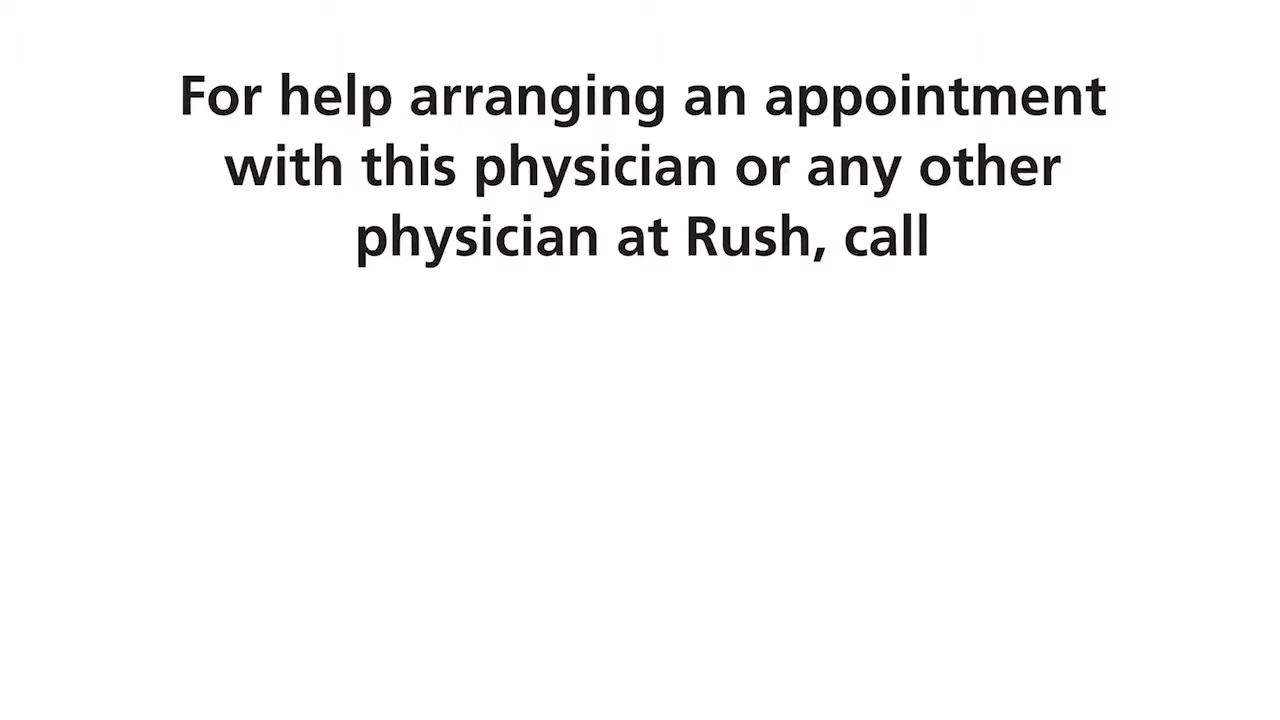 For help arranging an appointment
with this physician or any other
physician at Rush, call